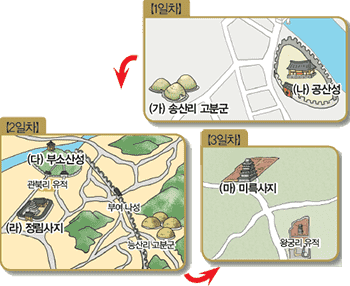 【1일차】
(나) 공산성
(가) 송산리 고분군
【2일차】
(다) 부소산성
관북리 유적
부여 나성
(라) 정림사지
능산리 고분군
【3일차】
(마) 미륵사지
왕궁리 유적